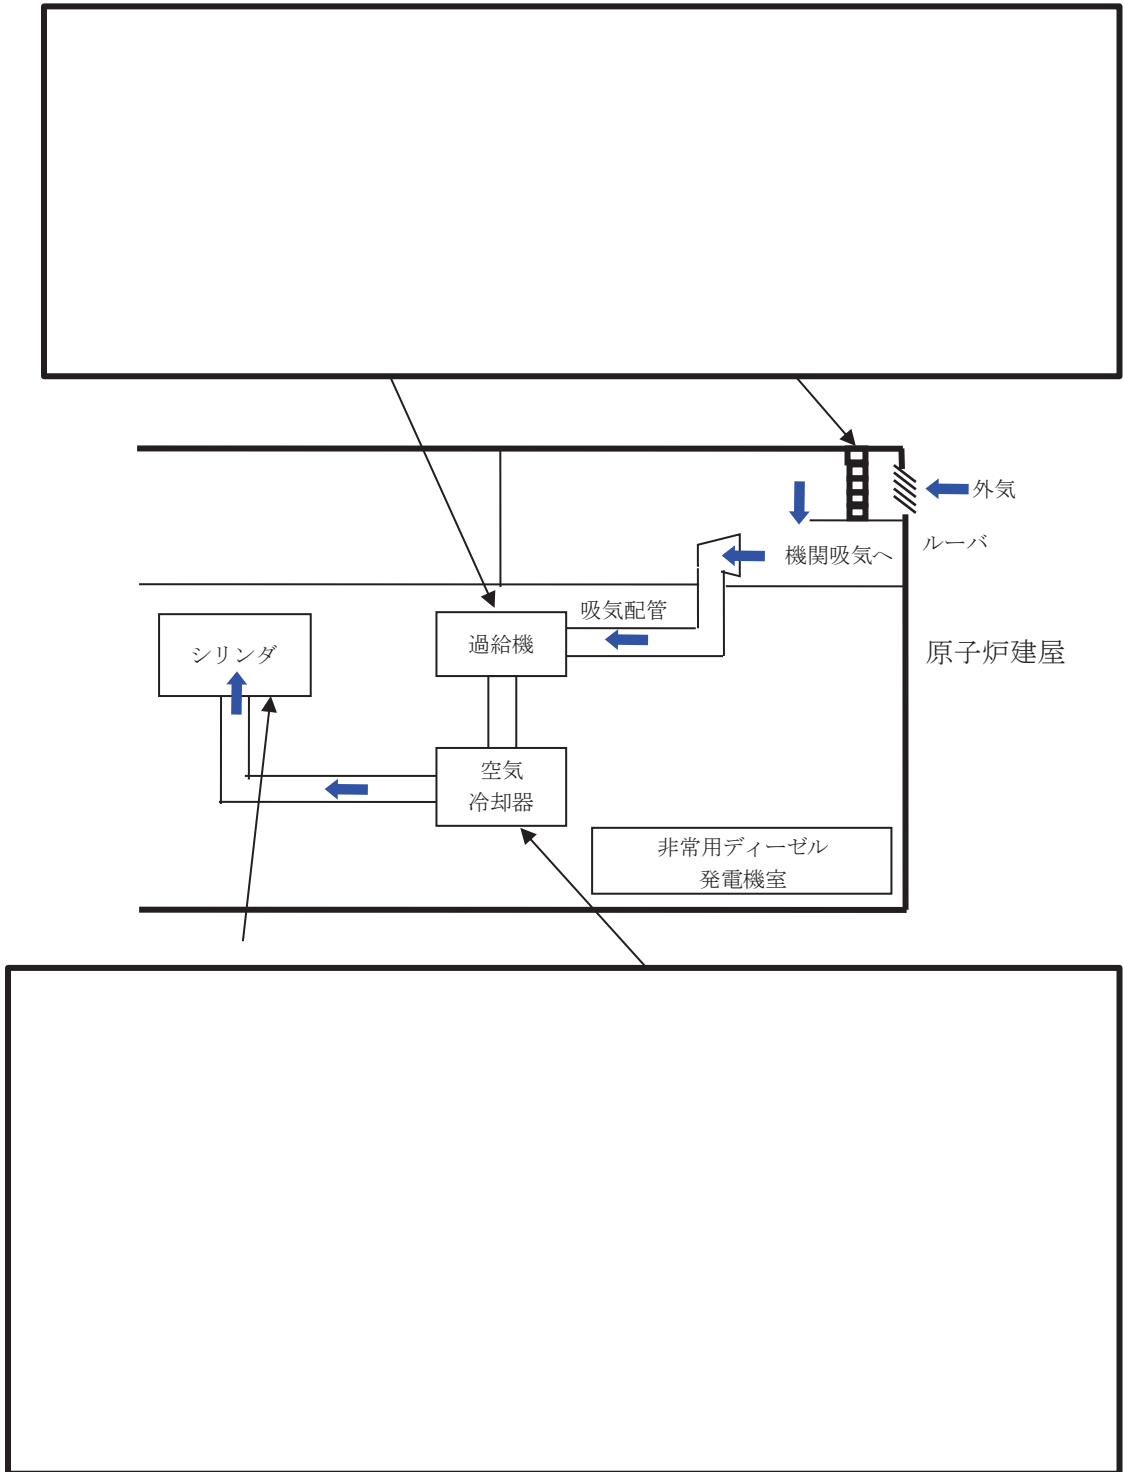 外気
ルーバ
機関吸気へ
吸気配管
過給機
シリンダ
原子炉建屋
空気
冷却器
非常用ディーゼル
発電機室